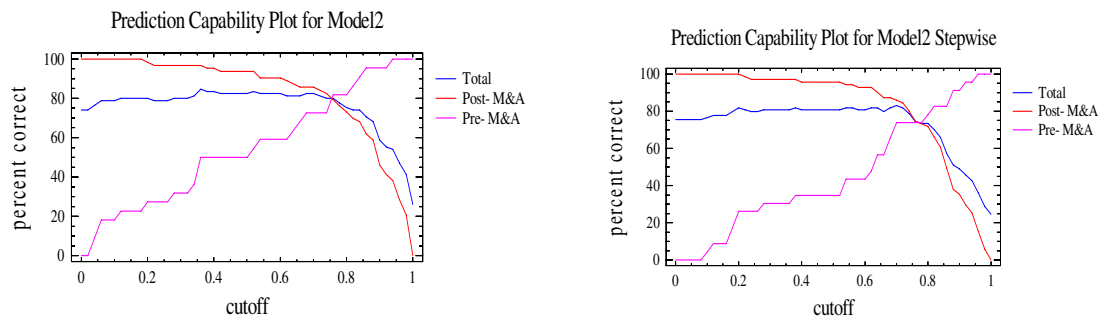 Prediction Capability Plot for Model2
percent correct
100
80
60
40
20
0
0
0.2
0.4
0.6
0.8
1
cutoff
Total
Post- M&A
Pre- M&A
Prediction Capability Plot for Model2 Stepwise
percent correct
100
80
60
40
20
0
0
0.2
0.4
0.6
0.8
1
cutoff
Total
Post- M&A
Pre- M&A